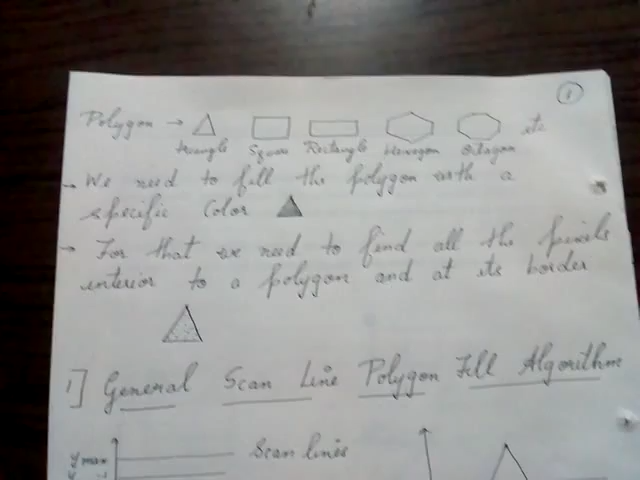 1
Polygon → etc
triangle Square Rectangle Hexagon Octagon
→ We need to fill the polygon with a
specific Color
→ For that we need to find all the pixels
interior to a polygon and at its border
1] General Scan Line Polygon Fill Algorithm
Scan lines
y max